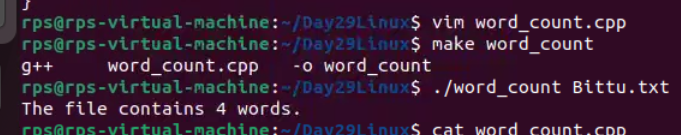 }
rps@rps-virtual-machine:~/Day29Linux$ vim word_count.cpp
rps@rps-virtual-machine:~/Day29Linux$ make word_count
g++     word_count.cpp   -o word_count
rps@rps-virtual-machine:~/Day29Linux$ ./word_count Bittu.txt
The file contains 4 words.
rps@rps-virtual-machine:~/Day29Linux$ cat word_count.cpp